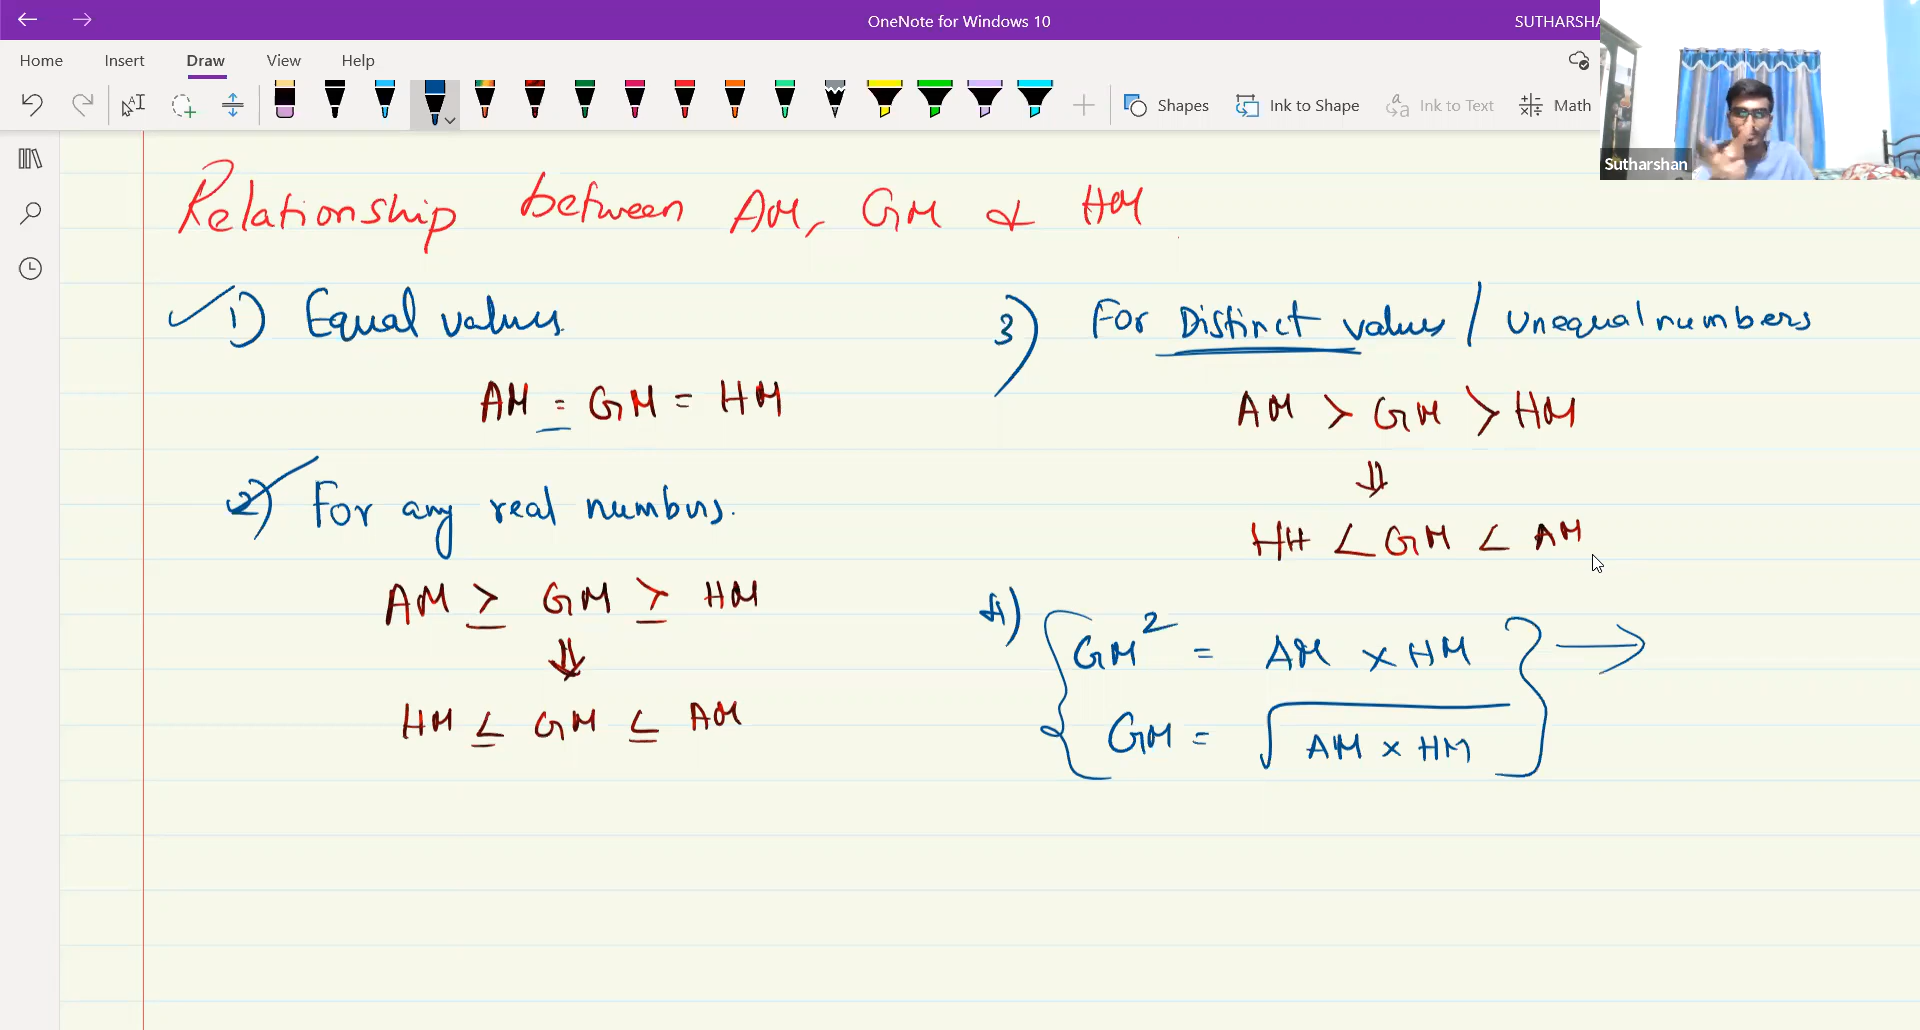 OneNote for Windows 10
SUTHARSHA
Home Insert Draw View Help
Shapes Ink to Shape Ink to Text Math
Sutharshan
Relationship between AM, GM & HM
1) Equal values.
AM = GM = HM
2) For any real numbers.
AM ≥ GM ≥ HM
⇓
HM ≤ GM ≤ AM
3) For Distinct values / Unequal numbers
AM > GM > HM
⇓
HM < GM < AM
4) GM² = AM × HM →
GM = √AM × HM